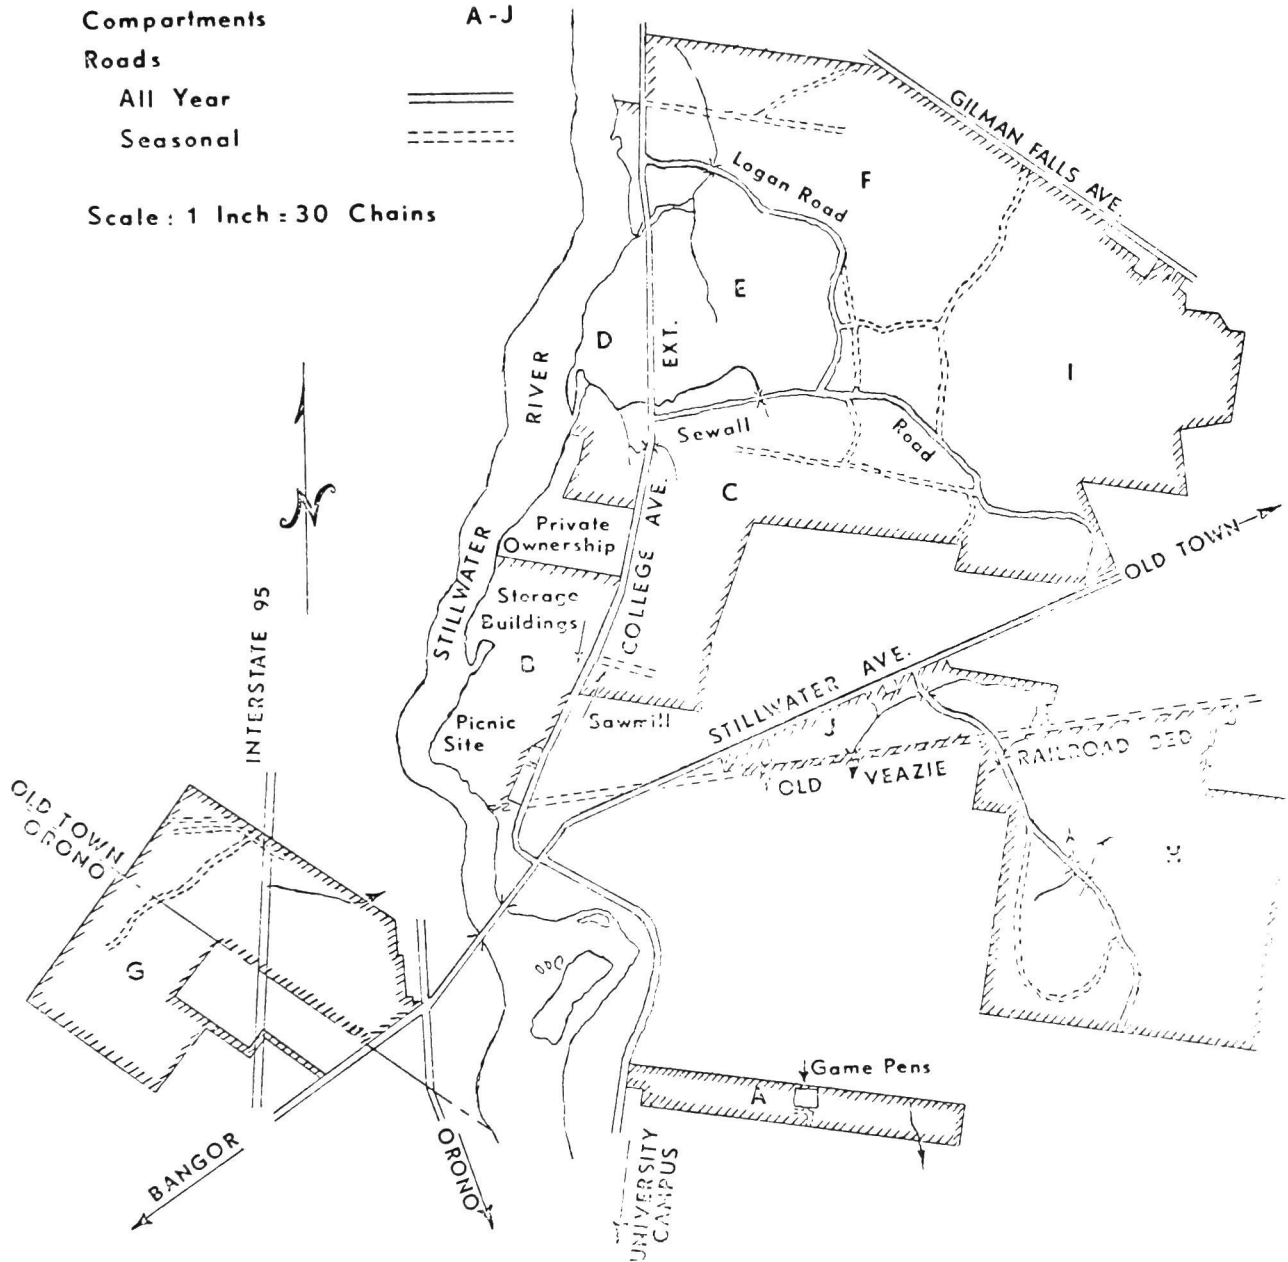 Compartments A-J
Roads
All Year
Seasonal
Scale: 1 Inch = 30 Chains
GILMAN FALLS AVE.
Logan Road
F
E
D
EXT.
I
RIVER
Sewall
Road
C
N
Private
Ownership
STILLWATER
COLLEGE AVE.
OLD TOWN
Storage
Buildings
B
INTERSTATE 95
STILLWATER AVE.
Picnic
Site
Sawmill
J
RAILROAD BED
OLD VEAZIE
OLD TOWN
ORONO
H
G
Game Pens
A
BANGOR
ORONO
UNIVERSITY
CAMPUS